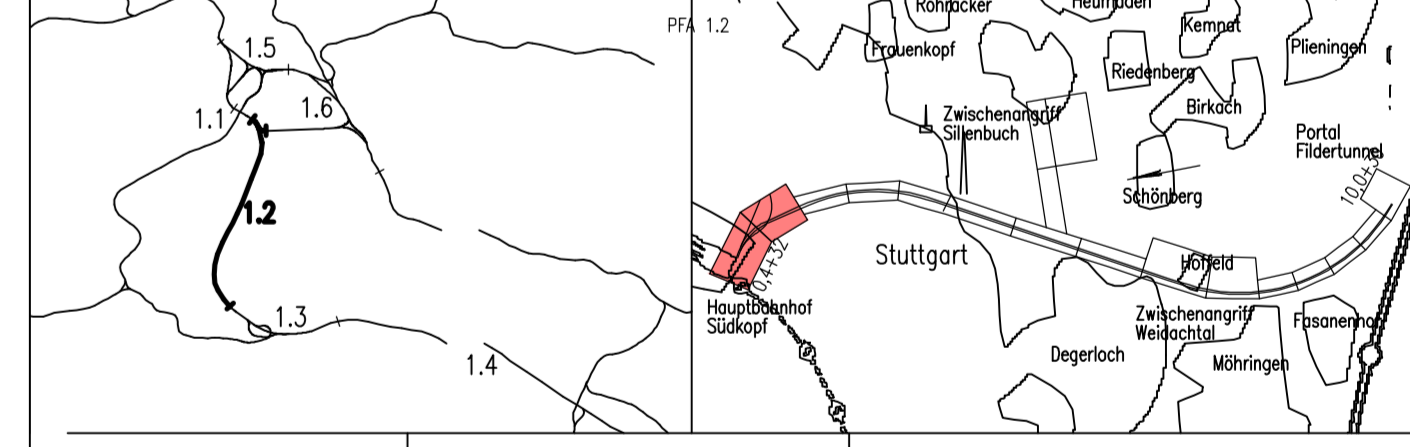 1.5
1.6
1.1
1.2
1.3
1.4
PFA 1.2
Rohracker
Heumaden
Kemnat
Frauenkopf
Plieningen
Riedenberg
Birkach
Zwischenangriff
Sillenbuch
Portal
Fildertunnel
Schönberg
Stuttgart
Hoffeld
0,4+32
Hauptbahnhof
Südkopf
Zwischenangriff
Weidachtal
Fasanenhof
Degerloch
Möhringen